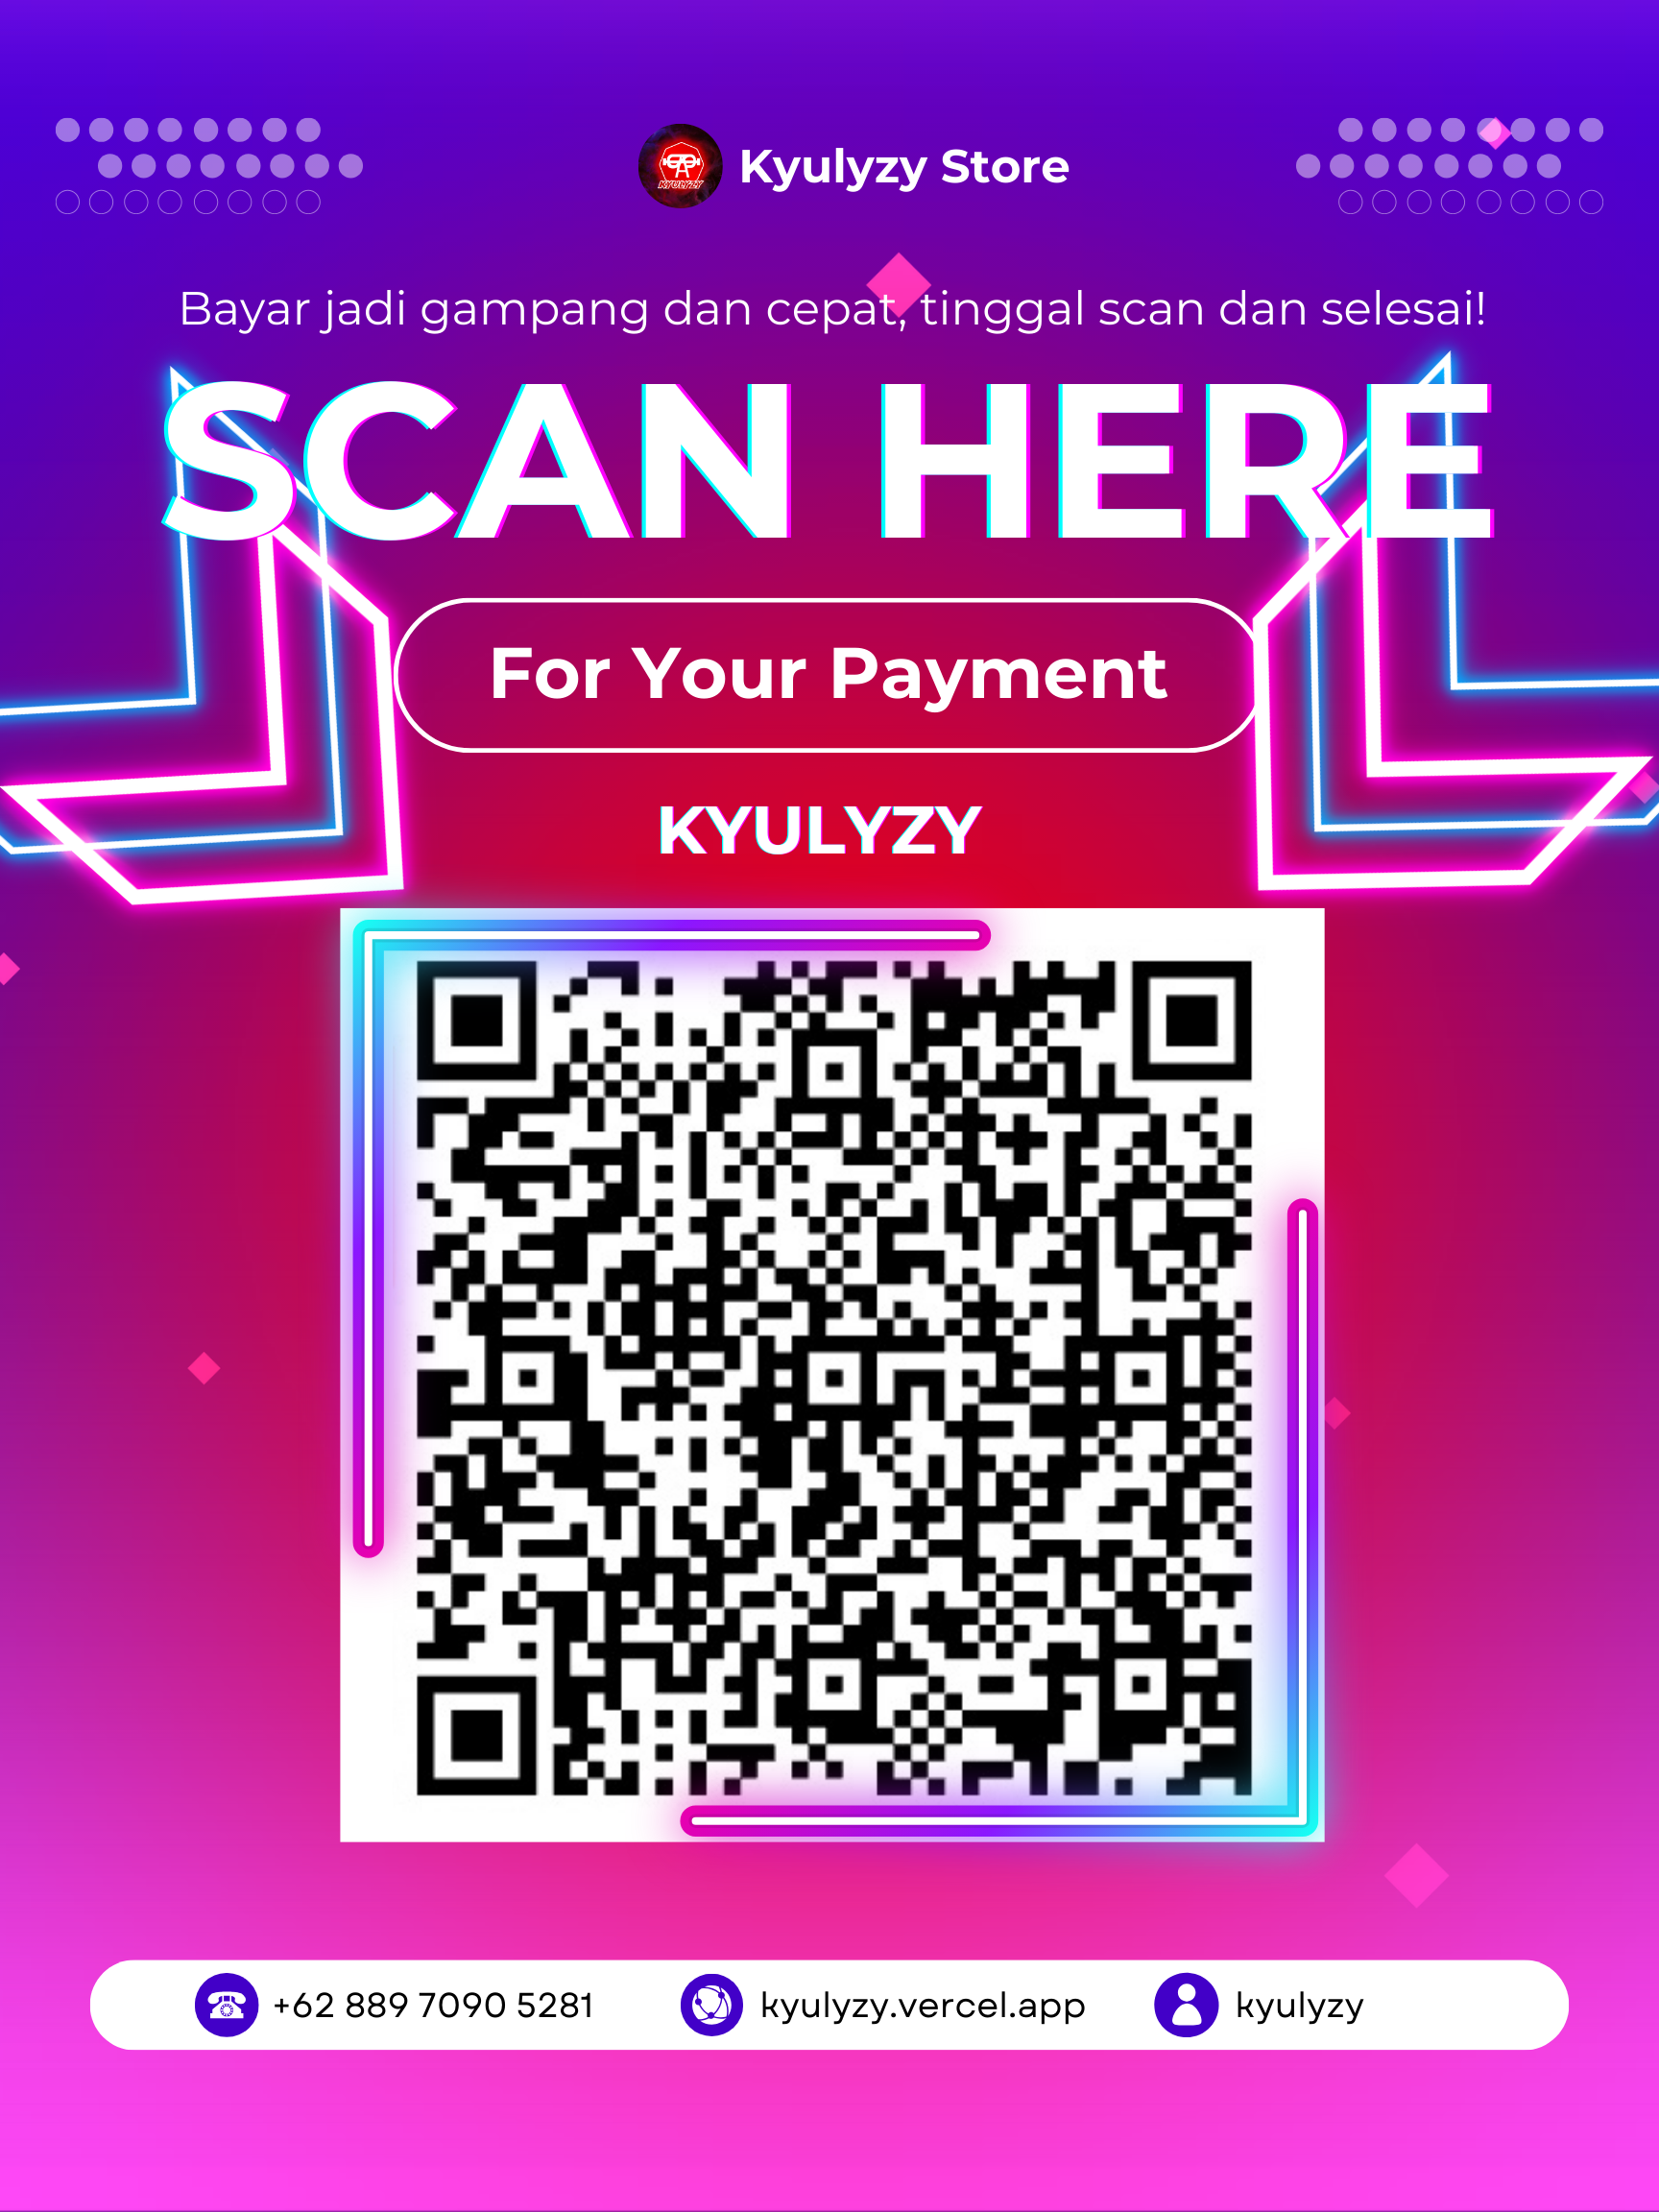 KYULYZY
Kyulyzy Store
Bayar jadi gampang dan cepat, tinggal scan dan selesai!
SCAN HERE
For Your Payment
KYULYZY
+62 889 7090 5281
kyulyzy.vercel.app
kyulyzy